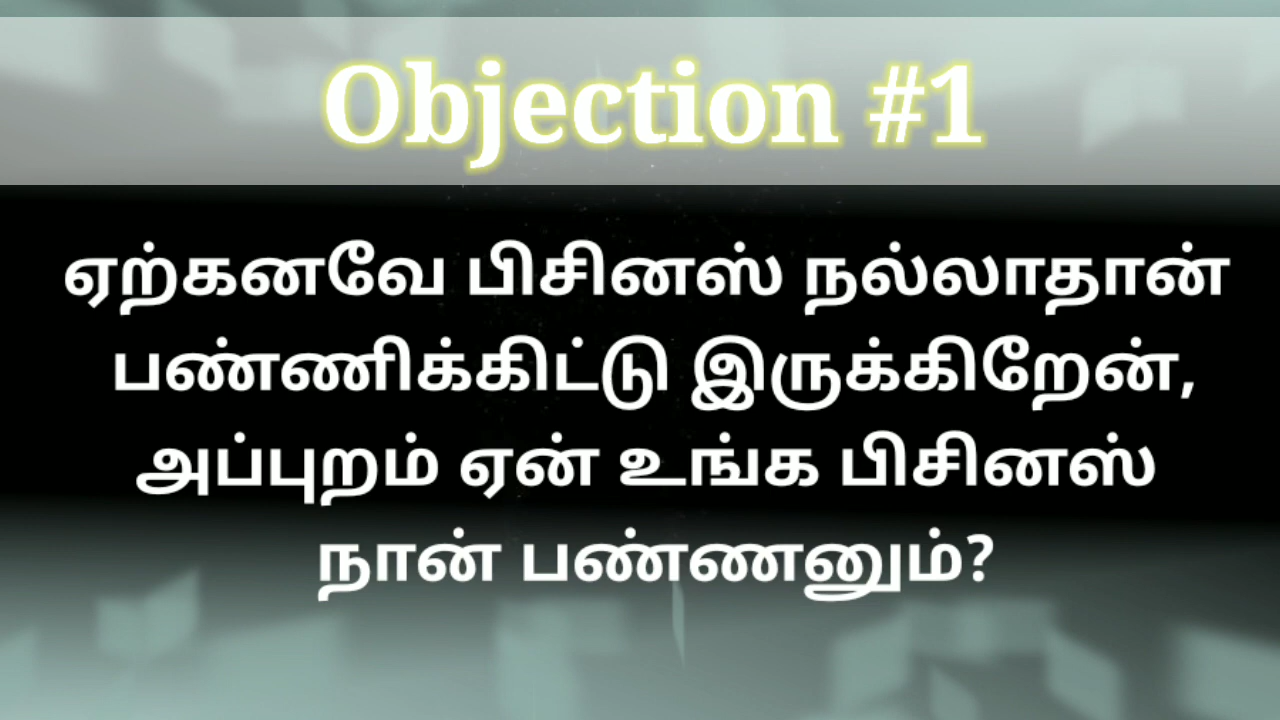 Objection #1
ஏற்கனவே பிசினஸ் நல்லாதான்
பண்ணிக்கிட்டு இருக்கிறேன்,
அப்புறம் ஏன் உங்க பிசினஸ்
நான் பண்ணனும்?